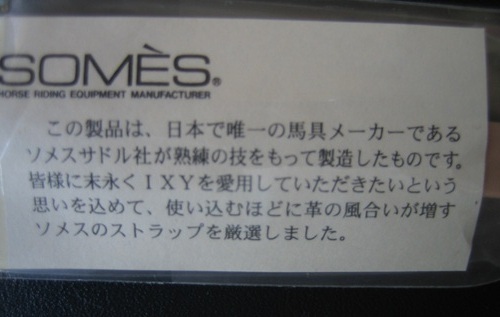 SOMÈS®
HORSE RIDING EQUIPMENT MANUFACTURER
この製品は、日本で唯一の馬具メーカーである
ソメスサドル社が熟練の技をもって製造したものです。
皆様に末永くＩＸＹを愛用していただきたいという
思いを込めて、使い込むほどに革の風合いが増す
ソメスのストラップを厳選しました。